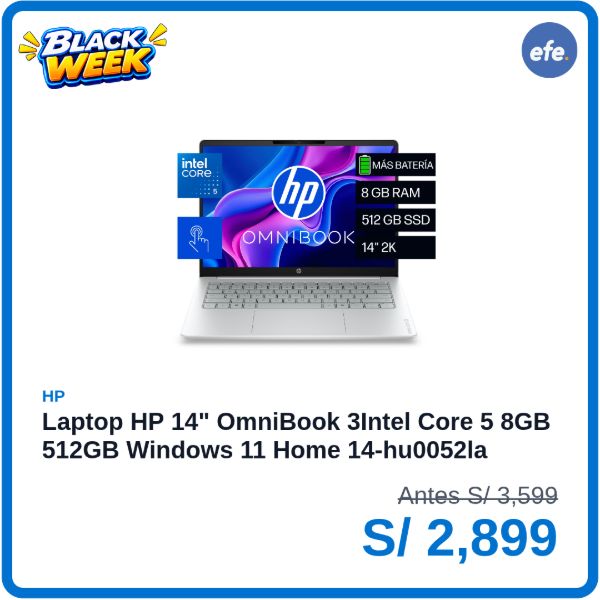 BLACK
WEEK
efe.
intel
CORE
5
hp
OMNIBOOK
MÁS BATERÍA
8 GB RAM
512 GB SSD
14" 2K
HP
Laptop HP 14" OmniBook 3Intel Core 5 8GB
512GB Windows 11 Home 14-hu0052la
Antes S/ 3,599
S/ 2,899